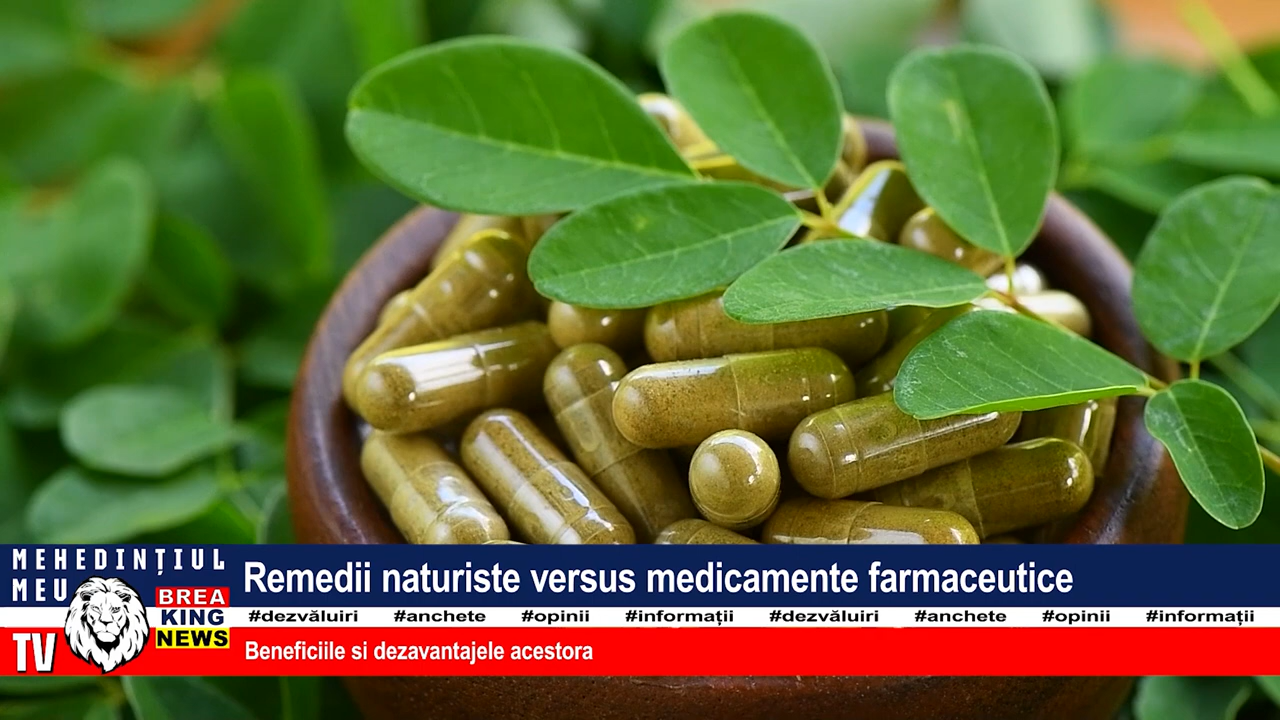 MEHEDINȚIUL
MEU
TV
BREA
KING
NEWS
Remedii naturiste versus medicamente farmaceutice
#dezvăluiri #anchete #opinii #informații #dezvăluiri #anchete #opinii #informații
Beneficiile si dezavantajele acestora